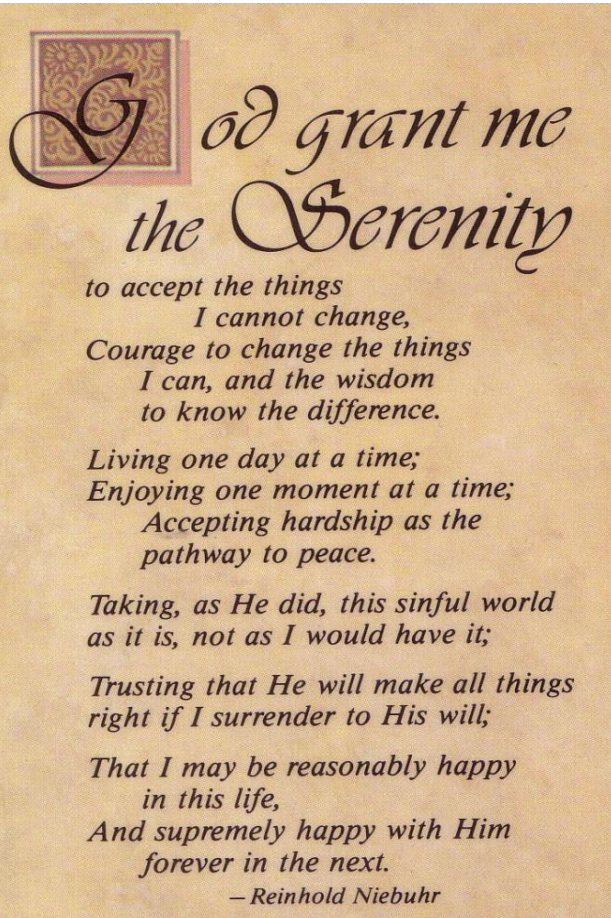 God grant me
the Serenity
to accept the things
I cannot change,
Courage to change the things
I can, and the wisdom
to know the difference.
Living one day at a time;
Enjoying one moment at a time;
Accepting hardship as the
pathway to peace.
Taking, as He did, this sinful world
as it is, not as I would have it;
Trusting that He will make all things
right if I surrender to His will;
That I may be reasonably happy
in this life,
And supremely happy with Him
forever in the next.
—Reinhold Niebuhr